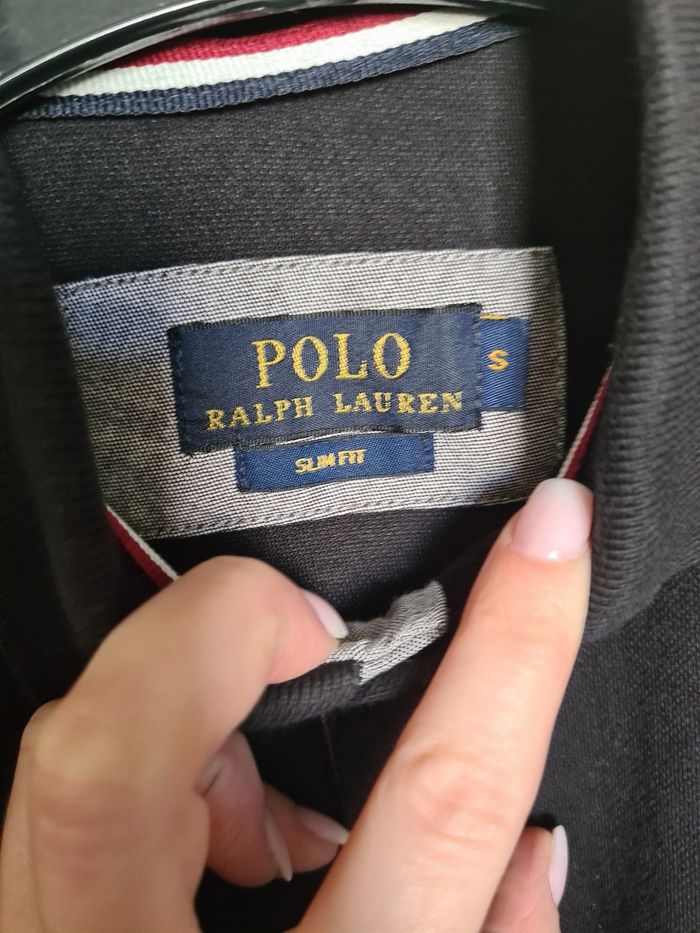 POLO
RALPH LAUREN
S
SLIM FIT